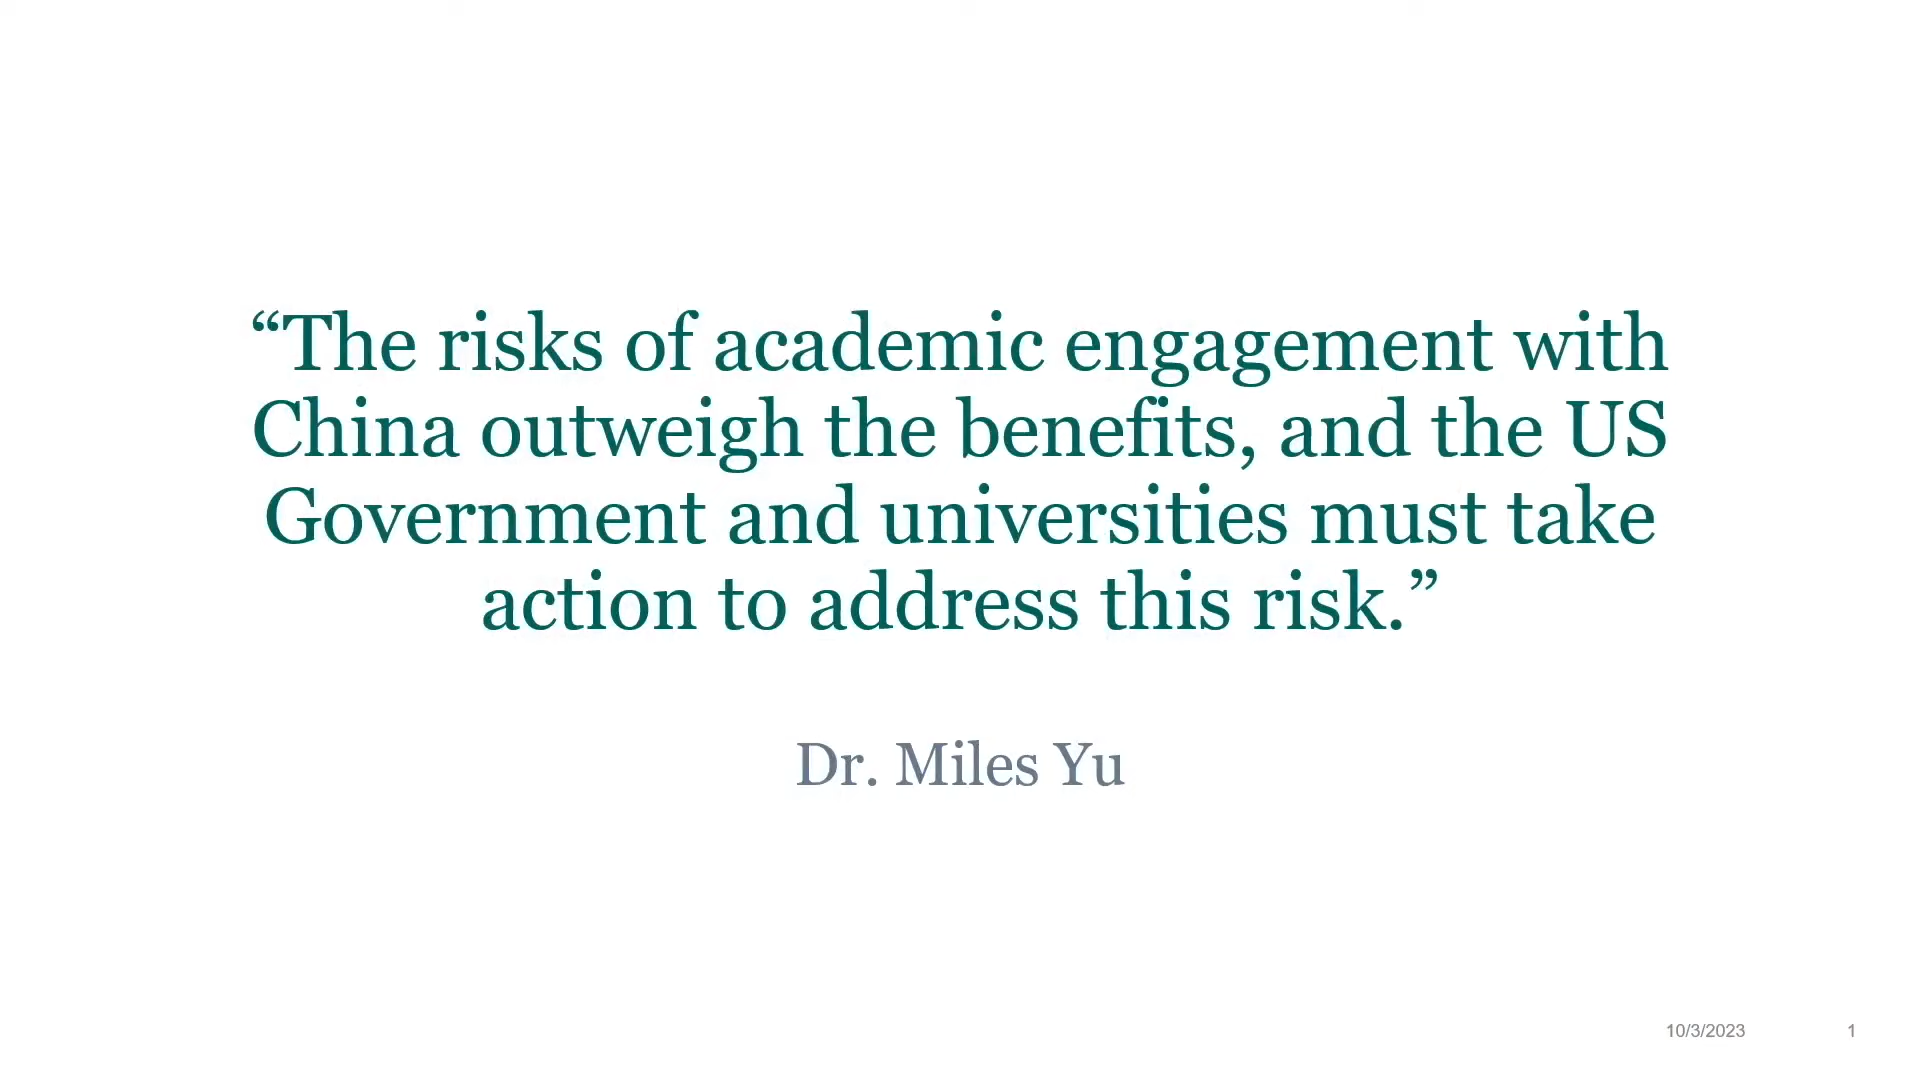 “The risks of academic engagement with
China outweigh the benefits, and the US
Government and universities must take
action to address this risk.”
Dr. Miles Yu
10/3/2023 1